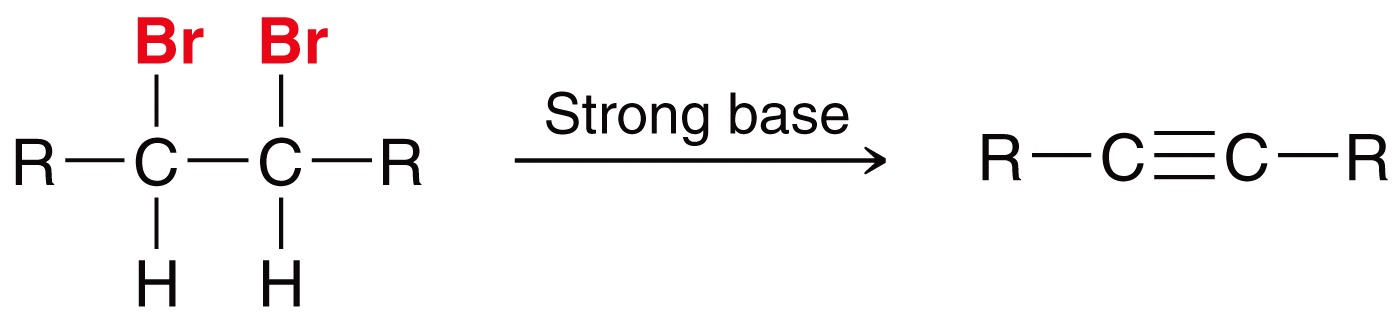 Br Br
Strong base
R—C—C—R R—C≡C—R
H H